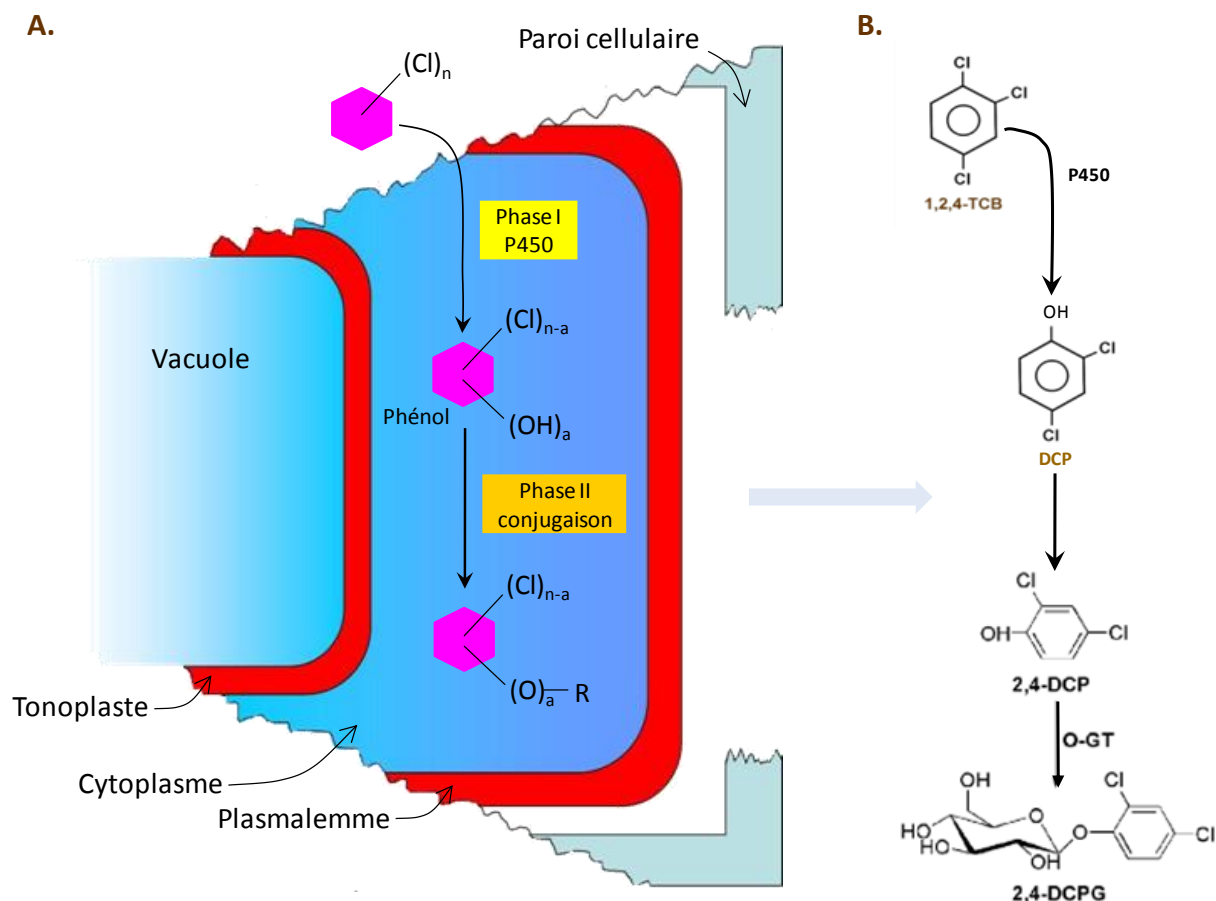 A.
Paroi cellulaire
(Cl)n
Phase I
P450
Vacuole
(Cl)n-a
Phénol
(OH)a
Phase II
conjugaison
(Cl)n-a
(O)a R
Tonoplaste
Cytoplasme
Plasmalemme
B.
Cl
Cl
Cl
1,2,4-TCB
P450
OH
Cl
Cl
DCP
Cl
OH
Cl
2,4-DCP
O-GT
OH
Cl
HO
O
O
Cl
HO
OH
2,4-DCPG